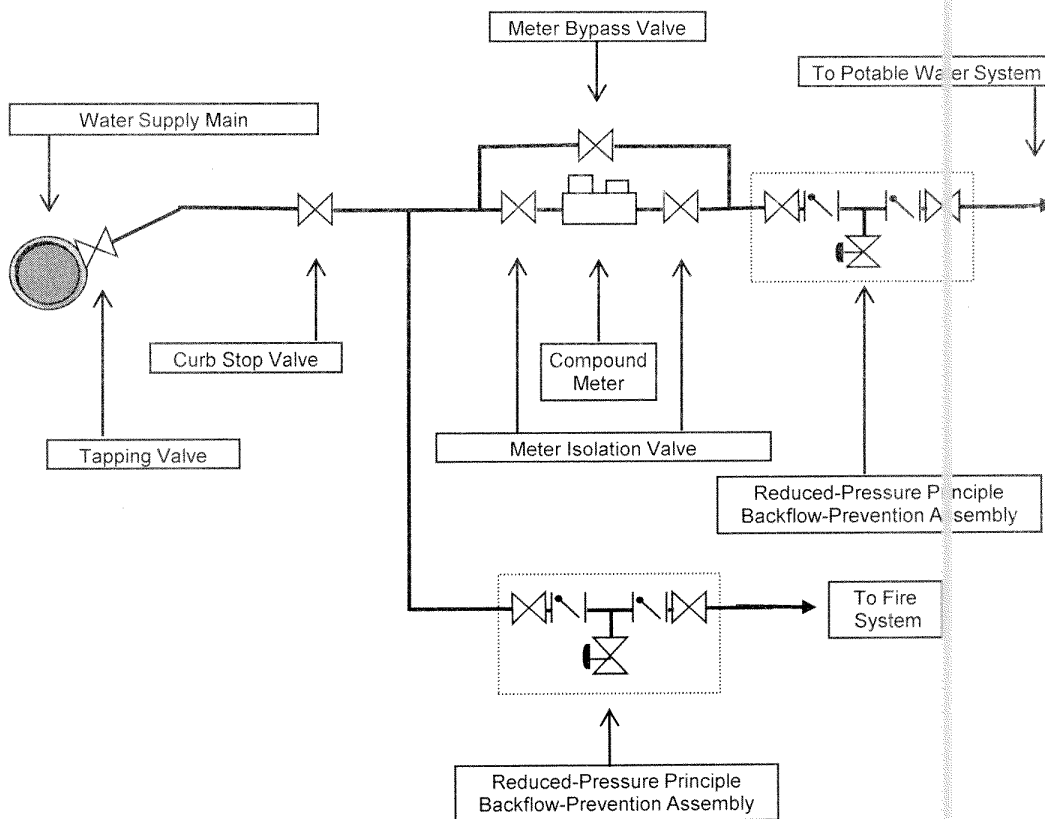 Meter Bypass Valve
To Potable Water System
Water Supply Main
Curb Stop Valve
Compound
Meter
Tapping Valve
Meter Isolation Valve
Reduced-Pressure Principle
Backflow-Prevention Assembly
To Fire
System
Reduced-Pressure Principle
Backflow-Prevention Assembly